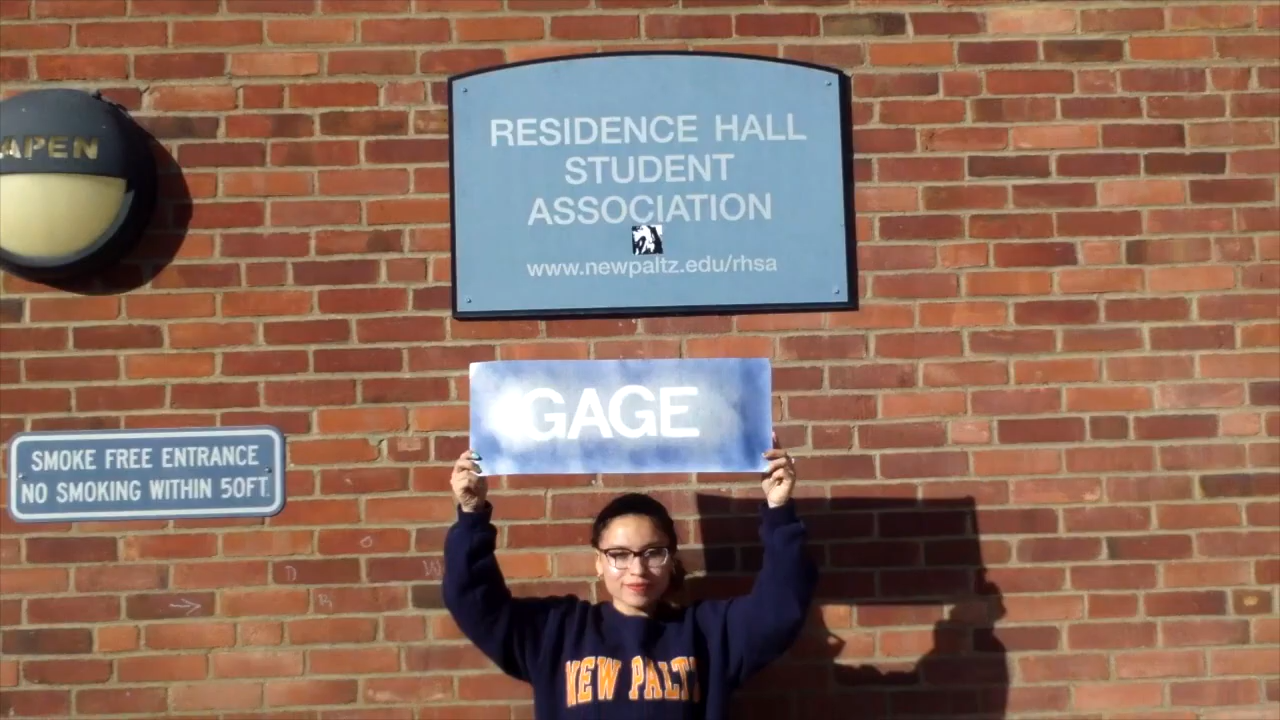 APEN
RESIDENCE HALL
STUDENT
ASSOCIATION
www.newpaltz.edu/rhsa
GAGE
SMOKE FREE ENTRANCE
NO SMOKING WITHIN 50FT.
NEW PALTZ